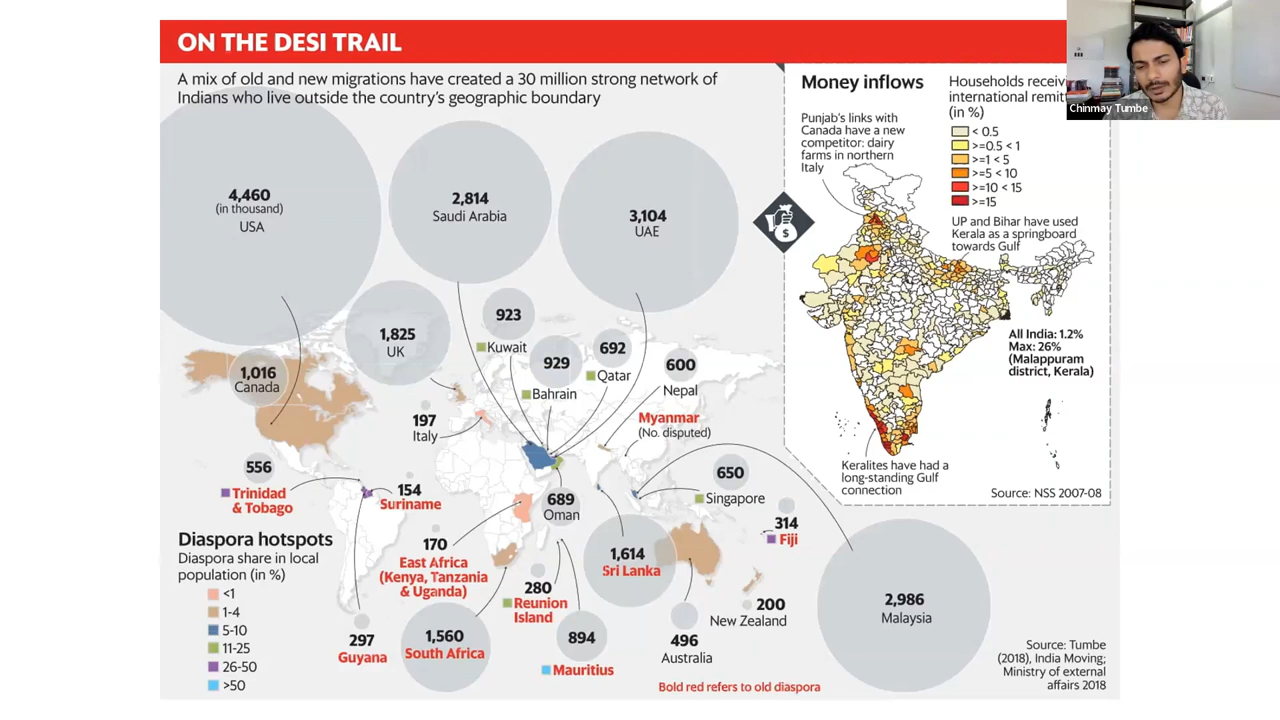 ON THE DESI TRAIL
A mix of old and new migrations have created a 30 million strong network of
Indians who live outside the country's geographic boundary
4,460
(in thousand)
USA
2,814
Saudi Arabia
3,104
UAE
1,825
UK
923
Kuwait
929
Bahrain
692
Qatar
600
Nepal
1,016
Canada
197
Italy
Myanmar
(No. disputed)
556
Trinidad
& Tobago
154
Suriname
689
Oman
650
Singapore
314
Fiji
170
East Africa
(Kenya, Tanzania
& Uganda)
1,614
Sri Lanka
280
Reunion
Island
200
New Zealand
2,986
Malaysia
297
Guyana
1,560
South Africa
894
Mauritius
496
Australia
Diaspora hotspots
Diaspora share in local
population (in %)
<1
1-4
5-10
11-25
26-50
>50
Bold red refers to old diaspora
Source: Tumbe
(2018), India Moving;
Ministry of external
affairs 2018
Money inflows
Punjab's links with
Canada have a new
competitor: dairy
farms in northern
Italy
Households
international
(in %)
< 0.5
>=0.5 < 1
>=1 < 5
>=5 < 10
>=10 < 15
>=15
UP and Bihar have used
Kerala as a springboard
towards Gulf
All India: 1.2%
Max: 26%
(Malappuram
district, Kerala)
Keralites have had a
long-standing Gulf
connection
Source: NSS 2007-08
$
Chinmay Tumbe